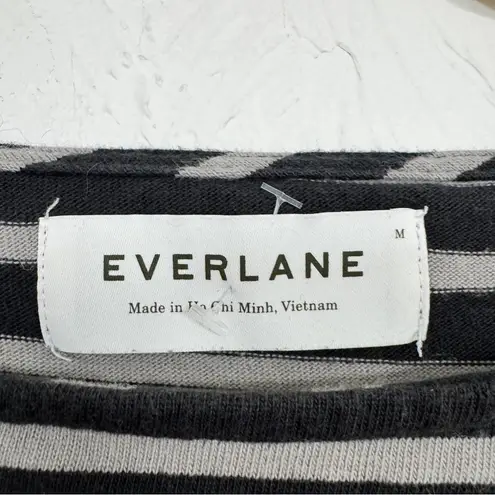 M
EVERLANE
Made in Ho Chi Minh, Vietnam